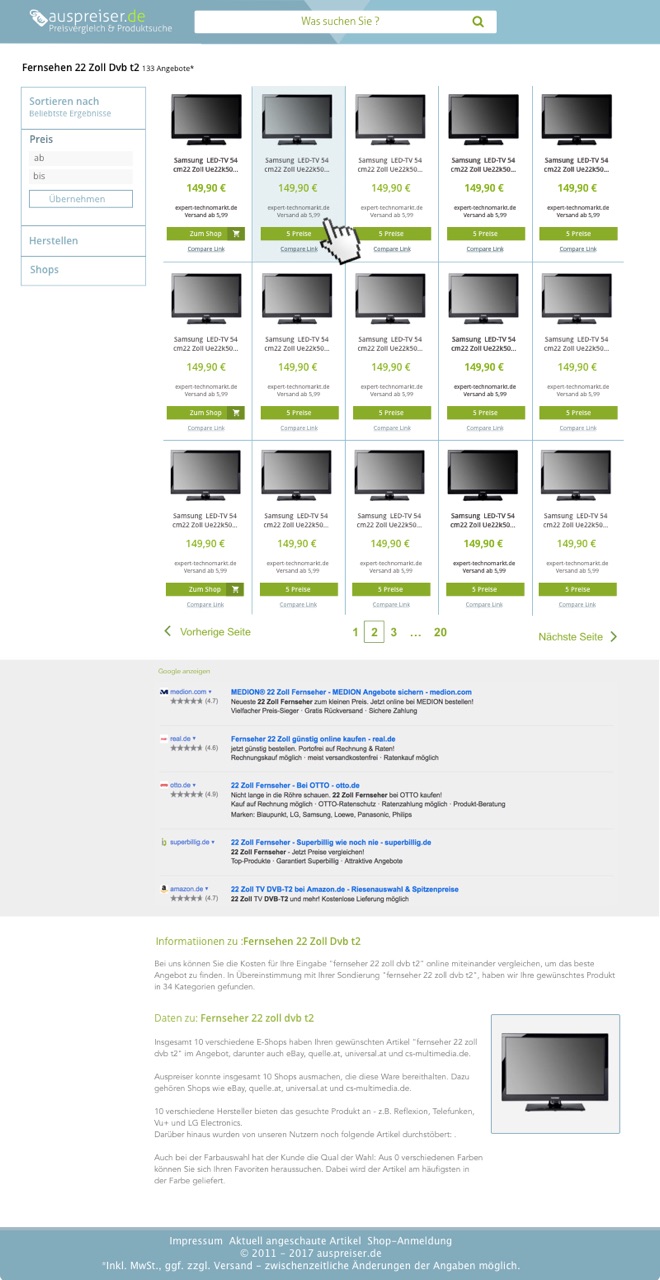 auspreiser.de
Preisvergleich & Produktsuche
Was suchen Sie ?
Fernsehen 22 Zoll Dvb t2 133 Angebote*
Sortieren nach
Beliebtste Ergebnisse
Preis
ab
bis
Übernehmen
Herstellen
Shops
Samsung LED-TV 54 Samsung LED-TV 54 Samsung LED-TV 54 Samsung LED-TV 54 Samsung LED-TV 54
cm22 Zoll Ue22k50... cm22 Zoll Ue22k50... cm22 Zoll Ue22k50... cm22 Zoll Ue22k50... cm22 Zoll Ue22k50...
149,90 € 149,90 € 149,90 € 149,90 € 149,90 €
expert-technomarkt.de expert-technomarkt.de expert-technomarkt.de expert-technomarkt.de expert-technomarkt.de
Versand ab 5,99 Versand ab 5,99 Versand ab 5,99 Versand ab 5,99 Versand ab 5,99
Zum Shop 5 Preise 5 Preise 5 Preise 5 Preise
Compare Link Compare Link Compare Link Compare Link Compare Link
Samsung LED-TV 54 Samsung LED-TV 54 Samsung LED-TV 54 Samsung LED-TV 54 Samsung LED-TV 54
cm22 Zoll Ue22k50... cm22 Zoll Ue22k50... cm22 Zoll Ue22k50... cm22 Zoll Ue22k50... cm22 Zoll Ue22k50...
149,90 € 149,90 € 149,90 € 149,90 € 149,90 €
expert-technomarkt.de expert-technomarkt.de expert-technomarkt.de expert-technomarkt.de expert-technomarkt.de
Versand ab 5,99 Versand ab 5,99 Versand ab 5,99 Versand ab 5,99 Versand ab 5,99
Zum Shop 5 Preise 5 Preise 5 Preise 5 Preise
Compare Link Compare Link Compare Link Compare Link Compare Link
Samsung LED-TV 54 Samsung LED-TV 54 Samsung LED-TV 54 Samsung LED-TV 54 Samsung LED-TV 54
cm22 Zoll Ue22k50... cm22 Zoll Ue22k50... cm22 Zoll Ue22k50... cm22 Zoll Ue22k50... cm22 Zoll Ue22k50...
149,90 € 149,90 € 149,90 € 149,90 € 149,90 €
expert-technomarkt.de expert-technomarkt.de expert-technomarkt.de expert-technomarkt.de expert-technomarkt.de
Versand ab 5,99 Versand ab 5,99 Versand ab 5,99 Versand ab 5,99 Versand ab 5,99
Zum Shop 5 Preise 5 Preise 5 Preise 5 Preise
Compare Link Compare Link Compare Link Compare Link Compare Link
Vorherige Seite 1 2 3 ... 20 Nächste Seite
Google anzeigen
medion.com MEDION® 22 Zoll Fernseher - MEDION Angebote sichern - medion.com
(4.7) Neueste 22 Zoll Fernseher zum kleinen Preis. Jetzt online bei MEDION bestellen!
Vielfacher Preis-Sieger · Gratis Rückversand · Sichere Zahlung
real.de Fernseher 22 Zoll günstig online kaufen - real.de
(4.6) jetzt günstig bestellen. Portofrei auf Rechnung & Raten!
Rechnungskauf möglich · meist versandkostenfrei · Ratenkauf möglich
otto.de 22 Zoll Fernseher - Bei OTTO - otto.de
(4.9) Nicht lange in die Röhre schauen. 22 Zoll Fernseher bei OTTO kaufen!
Kauf auf Rechnung möglich · OTTO-Ratenschutz · Ratenzahlung möglich · Produkt-Beratung
Marken: Blaupunkt, LG, Samsung, Loewe, Panasonic, Philips
superbillig.de 22 Zoll Fernseher - Superbillig wie noch nie - superbillig.de
22 Zoll Fernseher - Jetzt Preise vergleichen!
Top-Produkte · Garantiert Superbillig · Attraktive Angebote
amazon.de 22 Zoll TV DVB-T2 bei Amazon.de - Riesenauswahl & Spitzenpreise
(4.7) 22 Zoll TV DVB-T2 und mehr! Kostenlose Lieferung möglich
Informatiionen zu :Fernsehen 22 Zoll Dvb t2
Bei uns können Sie die Kosten für Ihre Eingabe "fernseher 22 zoll dvb t2" online miteinander vergleichen, um das beste
Angebot zu finden. In Übereinstimmung mit Ihrer Sondierung "fernseher 22 zoll dvb t2", haben wir Ihre gewünschtes Produkt
in 34 Kategorien gefunden.
Daten zu: Fernseher 22 zoll dvb t2
Insgesamt 10 verschiedene E-Shops haben Ihren gewünschten Artikel "fernseher 22 zoll
dvb t2" im Angebot, darunter auch eBay, quelle.at, universal.at und cs-multimedia.de.
Auspreiser konnte insgesamt 10 Shops ausmachen, die diese Ware bereithalten. Dazu
gehören Shops wie eBay, quelle.at, universal.at und cs-multimedia.de.
10 verschiedene Hersteller bieten das gesuchte Produkt an - z.B. Reflexion, Telefunken,
Vu+ und LG Electronics.
Darüber hinaus wurden von unseren Nutzern noch folgende Artikel durchstöbert: .
Auch bei der Farbauswahl hat der Kunde die Qual der Wahl: Aus 0 verschiedenen Farben
können Sie sich Ihren Favoriten heraussuchen. Dabei wird der Artikel am häufigsten in
der Farbe geliefert.
Impressum Aktuell angeschaute Artikel Shop-Anmeldung
© 2011 - 2017 auspreiser.de
*Inkl. MwSt., ggf. zzgl. Versand - zwischenzeitliche Änderungen der Angaben möglich.